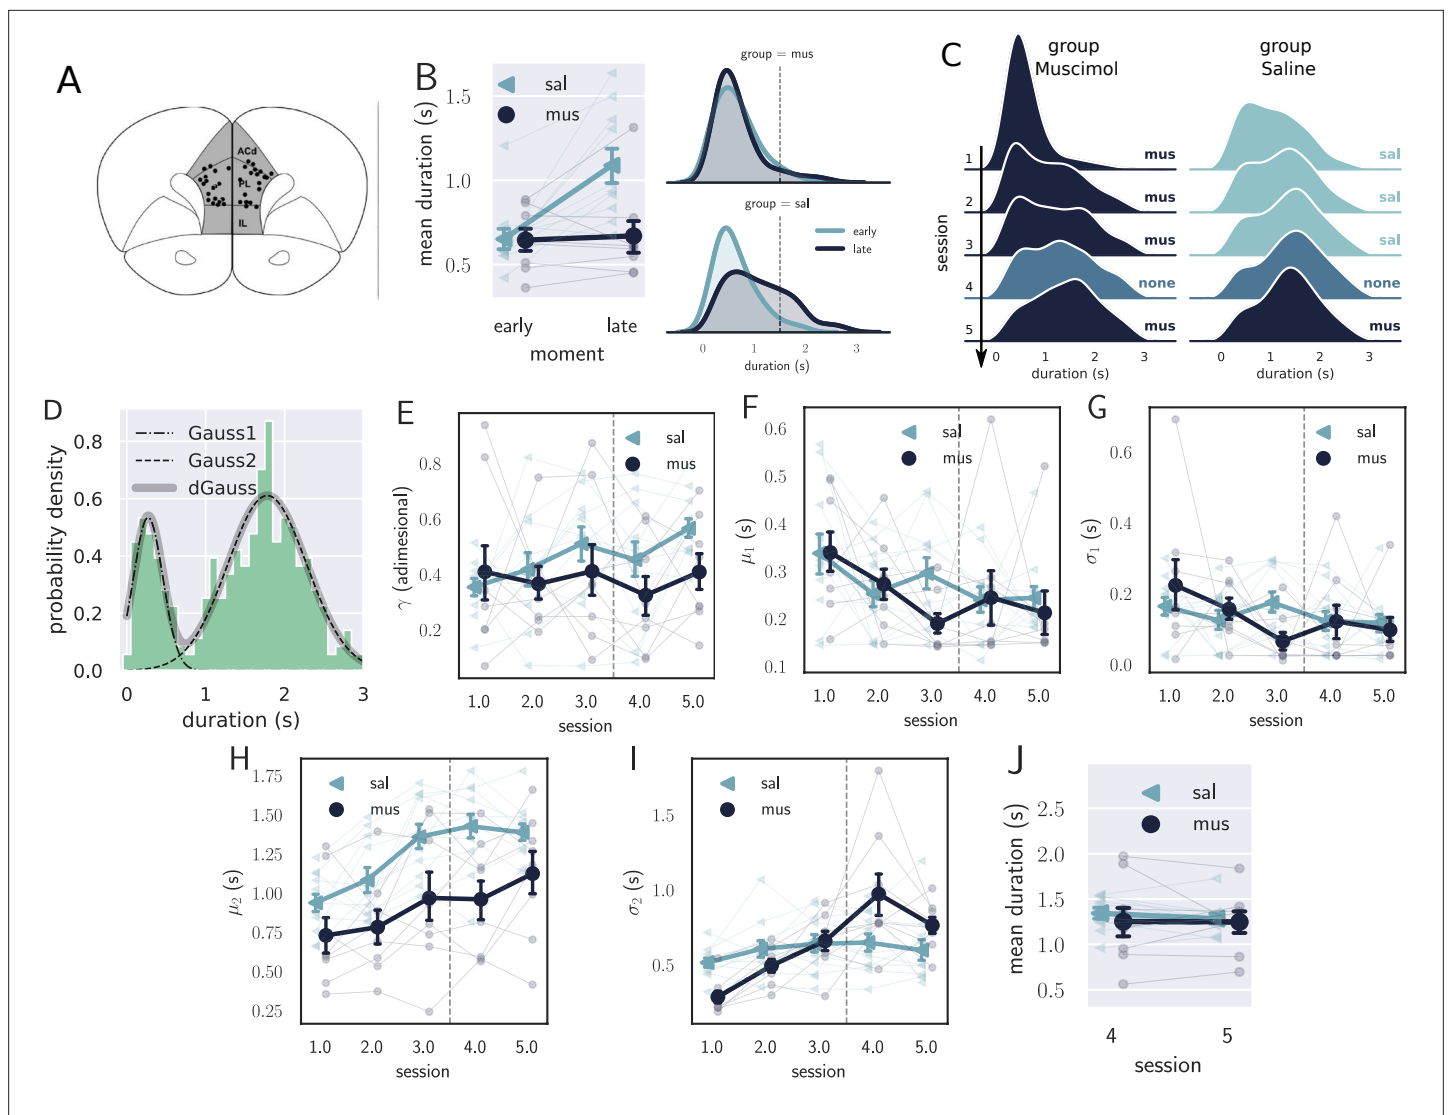 A
ACd
PL
IL
B
sal
mus
1.5
1.0
0.5
mean duration (s)
early
late
moment
group = mus
group = sal
early
late
0
1
2
3
duration (s)
C
group
Muscimol
group
Saline
session
1
2
3
4
5
mus
mus
mus
none
mus
sal
sal
sal
none
mus
0
1
2
3
duration (s)
0
1
2
3
duration (s)
D
Gauss1
Gauss2
dGauss
0.8
0.6
0.4
0.2
0.0
probability density
0
1
2
3
duration (s)
E
sal
mus
0.8
0.6
0.4
0.2
γ (adimesional)
1.0
2.0
3.0
4.0
5.0
session
F
sal
mus
0.6
0.5
0.4
0.3
0.2
0.1
μ1 (s)
1.0
2.0
3.0
4.0
5.0
session
G
sal
mus
0.6
0.4
0.2
0.0
σ1 (s)
1.0
2.0
3.0
4.0
5.0
session
H
sal
mus
1.75
1.50
1.25
1.00
0.75
0.50
0.25
μ2 (s)
1.0
2.0
3.0
4.0
5.0
session
I
sal
mus
1.5
1.0
0.5
σ2 (s)
1.0
2.0
3.0
4.0
5.0
session
J
sal
mus
2.5
2.0
1.5
1.0
0.5
mean duration (s)
4
5
session